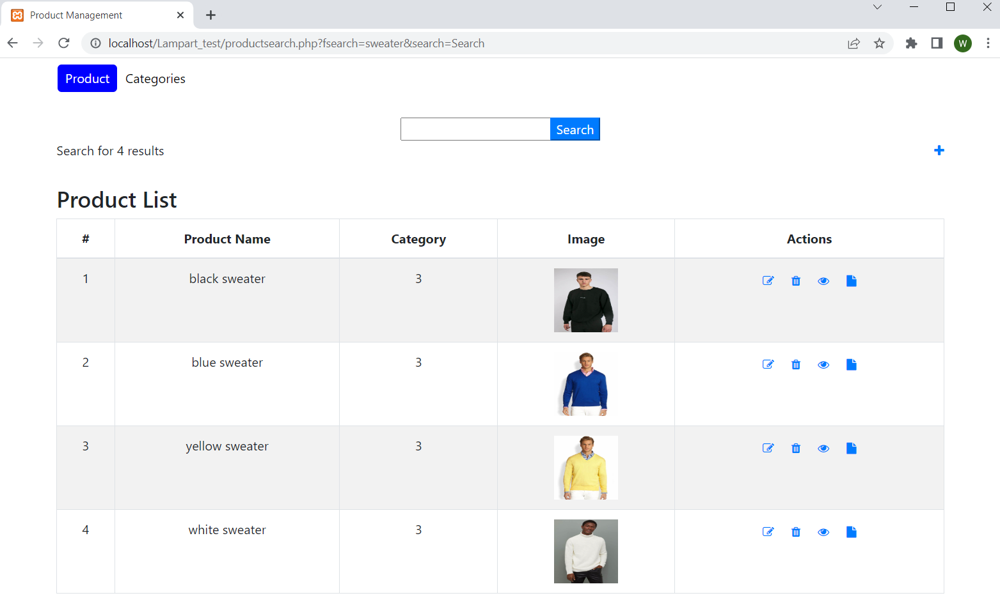 Product Management
localhost/Lampart_test/productsearch.php?fsearch=sweater&search=Search
W
Product Categories
Search
Search for 4 results
Product List
# Product Name Category Image Actions
1 black sweater 3
2 blue sweater 3
3 yellow sweater 3
4 white sweater 3